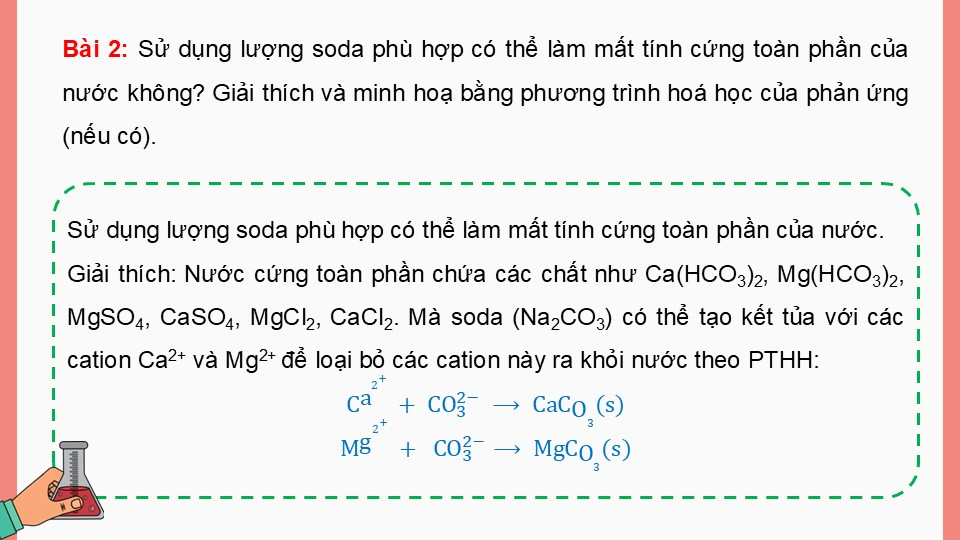 Bài 2: Sử dụng lượng soda phù hợp có thể làm mất tính cứng toàn phần của
nước không? Giải thích và minh hoạ bằng phương trình hoá học của phản ứng
(nếu có).
Sử dụng lượng soda phù hợp có thể làm mất tính cứng toàn phần của nước.
Giải thích: Nước cứng toàn phần chứa các chất như Ca(HCO₃)₂, Mg(HCO₃)₂,
MgSO₄, CaSO₄, MgCl₂, CaCl₂. Mà soda (Na₂CO₃) có thể tạo kết tủa với các
cation Ca²⁺ và Mg²⁺ để loại bỏ các cation này ra khỏi nước theo PTHH:
Ca²⁺ + CO₃²⁻ ⟶ CaCO₃(s)
Mg²⁺ + CO₃²⁻ ⟶ MgCO₃(s)